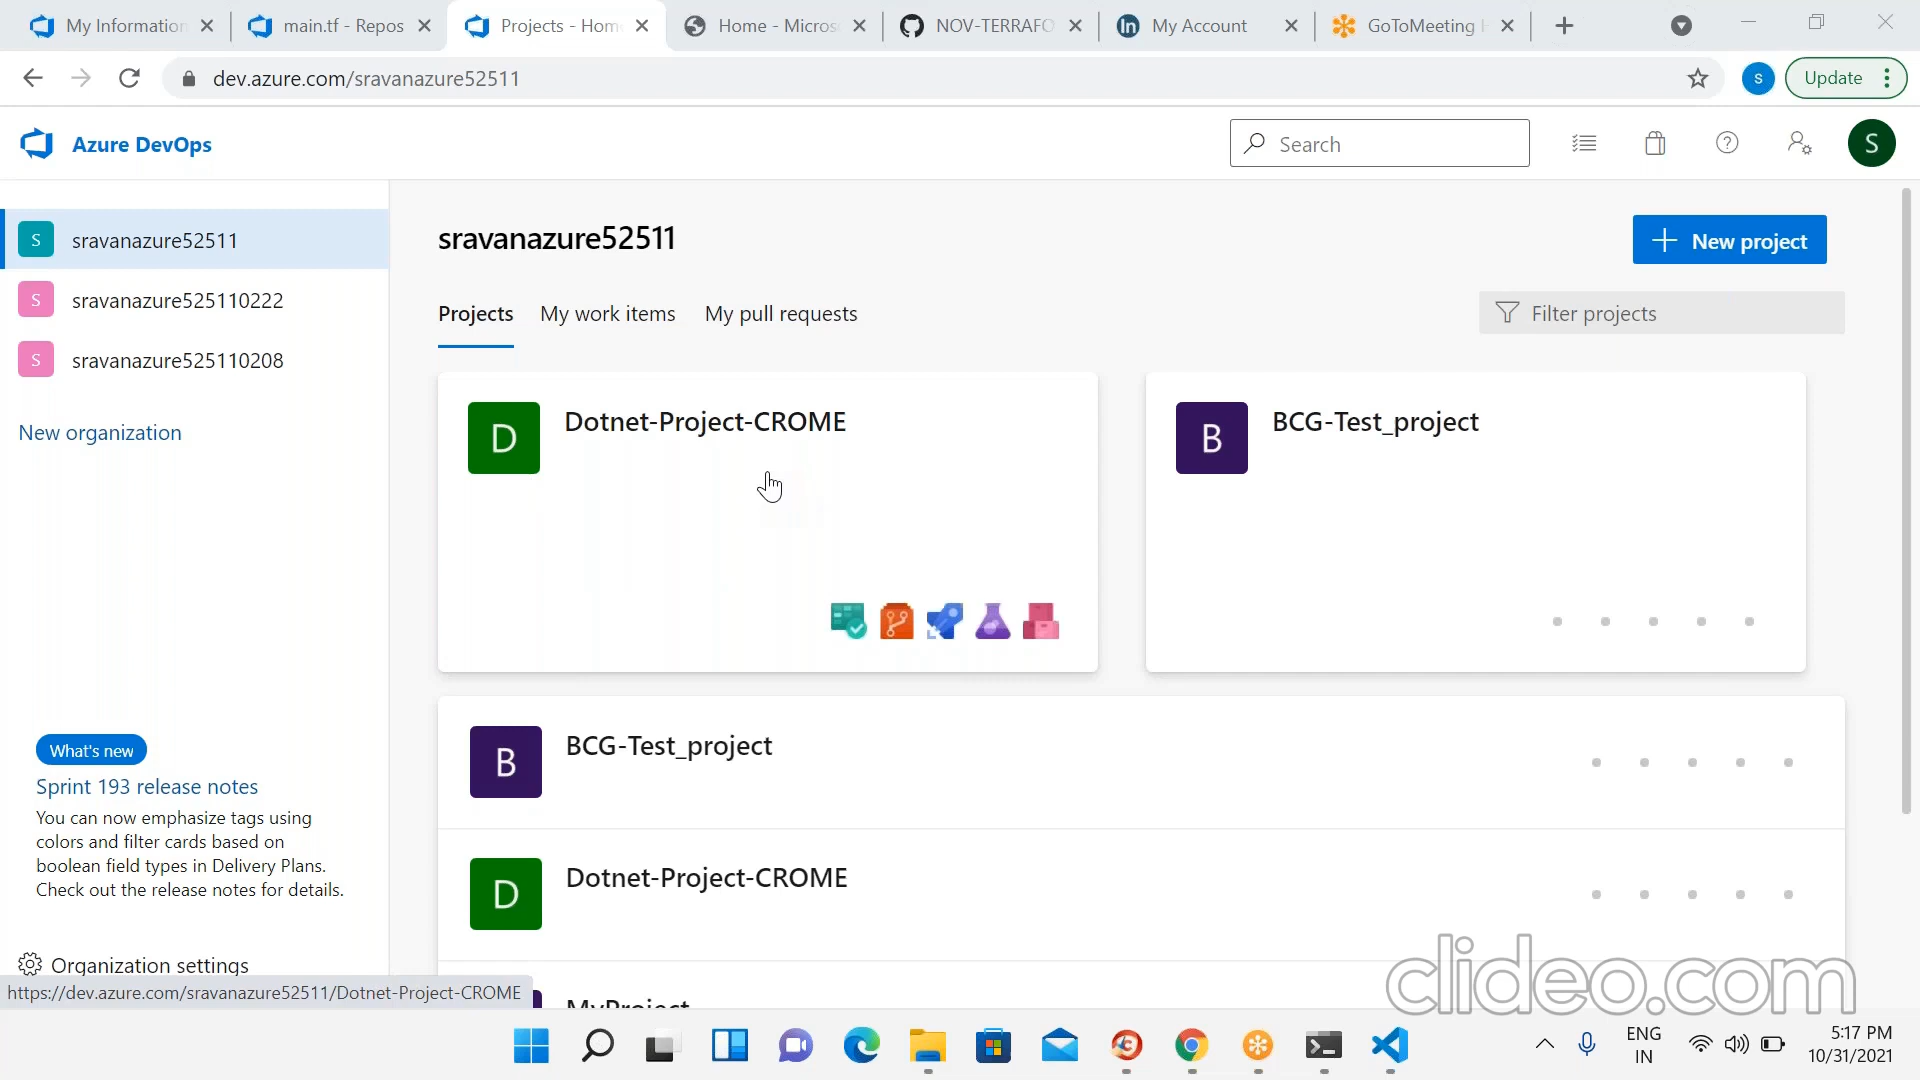 My Information
main.tf - Repos
Projects - Home
Home - Micros
NOV-TERRAFO
in
My Account
GoToMeeting
dev.azure.com/sravanazure52511
S
Update
Azure DevOps
Search
S
S
sravanazure52511
S
sravanazure525110222
S
sravanazure525110208
New organization
What's new
Sprint 193 release notes
You can now emphasize tags using
colors and filter cards based on
boolean field types in Delivery Plans.
Check out the release notes for details.
Organization settings
https://dev.azure.com/sravanazure52511/Dotnet-Project-CROME
sravanazure52511
New project
Projects
My work items
My pull requests
Filter projects
D
Dotnet-Project-CROME
B
BCG-Test_project
B
BCG-Test_project
D
Dotnet-Project-CROME
MyProject
clideo.com
ENG
IN
5:17 PM
10/31/2021